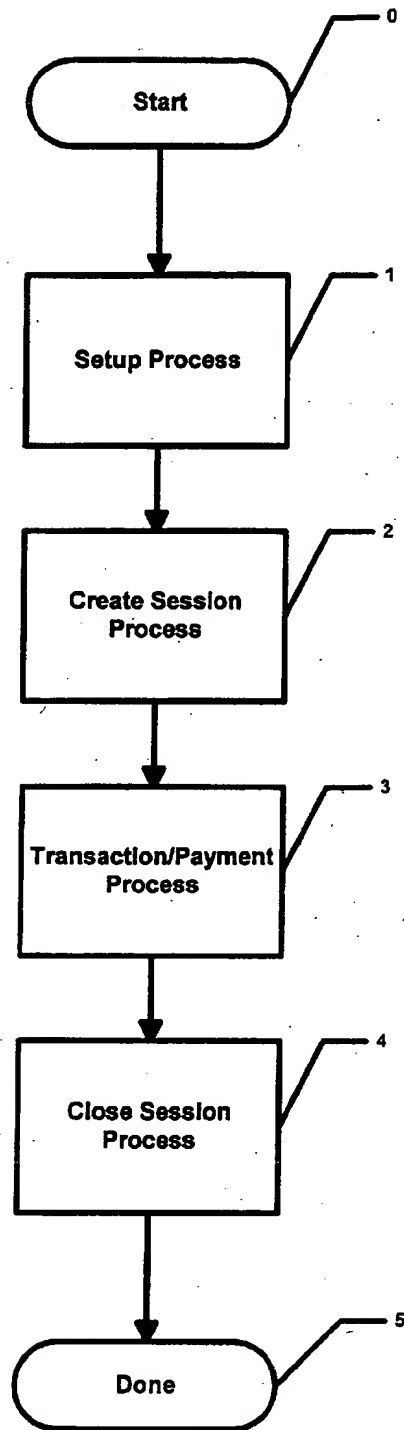 0
Start
1
Setup Process
2
Create Session
Process
3
Transaction/Payment
Process
4
Close Session
Process
5
Done